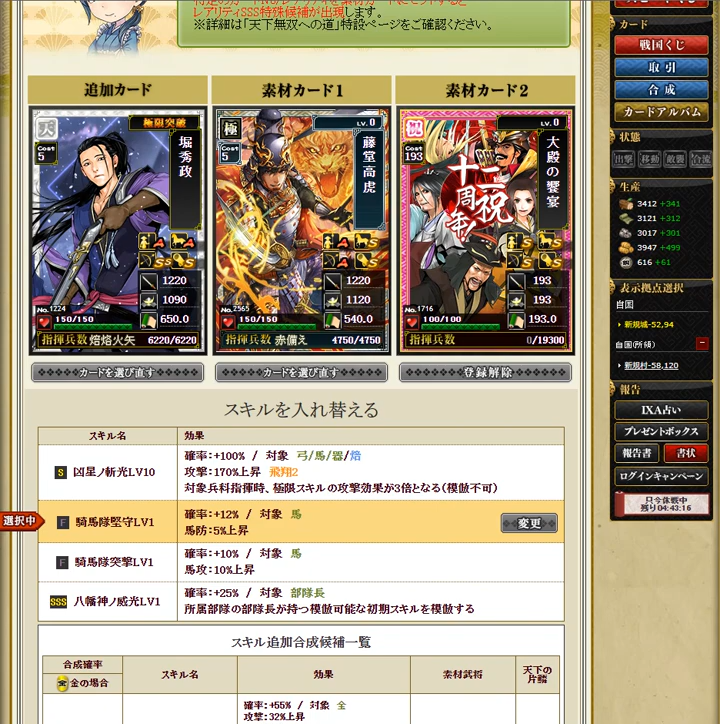 レアリティSSS特殊候補が出現します。
※詳細は「天下無双への道」特設ページをご確認ください。
追加カード
素材カード1
素材カード2
天
極限突破
Cost
5
堀秀政
A
A
SS
S
1220
1090
650.0
No.1224
150/150
指揮兵数 焙烙火矢 6220/6220
極
LV. 0
Cost
5
藤堂高虎
A
S
A
S
1220
1120
540.0
No.2565
150/150
指揮兵数 赤備え 4750/4750
祝
LV. 0
Cost
193
大殿の饗宴
祝
十二周年!
S
S
S
S
193
193
193.0
No.1716
100/100
指揮兵数 0/19300
カードを選び直す
カードを選び直す
登録解除
スキルを入れ替える
スキル名
効果
S 凶星ノ斬光LV10
確率:+100% / 対象 弓/馬/器/焙
攻撃:170%上昇 飛翔2
対象兵科指揮時、極限スキルの攻撃効果が3倍となる(模倣不可)
選択中
F 騎馬隊堅守LV1
確率:+12% / 対象 馬
馬防:5%上昇
変更
F 騎馬隊突撃LV1
確率:+10% / 対象 馬
馬攻:10%上昇
SSS 八幡神ノ威光LV1
確率:+25% / 対象 部隊長
所属部隊の部隊長が持つ模倣可能な初期スキルを模倣する
スキル追加合成候補一覧
合成確率
金の場合
スキル名
効果
素材武将
天下の
片鱗
確率:+55% / 対象 全
攻撃:32%上昇
カード
戦国くじ
取引
合成
カードアルバム
状態
出撃
移動
敵襲
合流
生産
3412 +341
3121 +312
3017 +301
3947 +499
616 +61
表示拠点選択
自国
新規城-52,94
自国(所領)
新規村-58,120
報告
IXA占い
プレゼントボックス
報告書
書状
ログインキャンペーン
只今休戦中
残り04:43:16